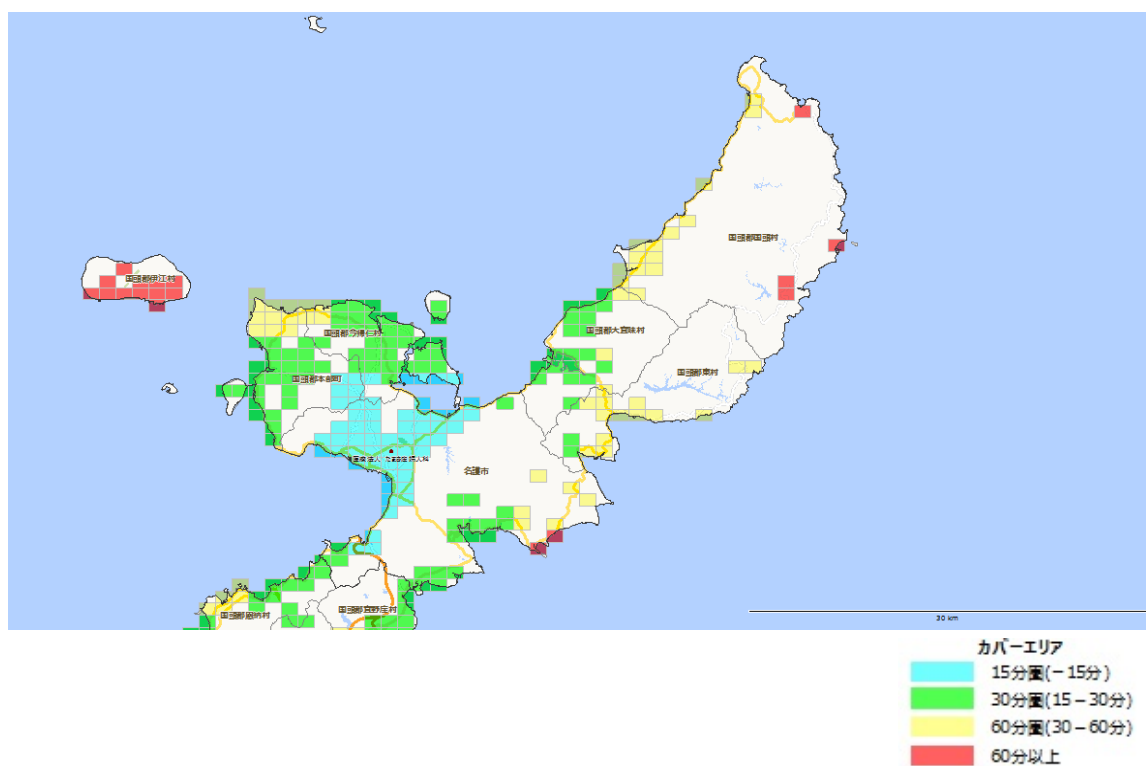 国頭郡国頭村
国頭郡伊江村
国頭郡今帰仁村
国頭郡大宜味村
国頭郡東村
国頭郡本部町
名護市
国頭郡恩納村
国頭郡宜野座村
30 km
カバーエリア
15分圏(－15分)
30分圏(15－30分)
60分圏(30－60分)
60分以上